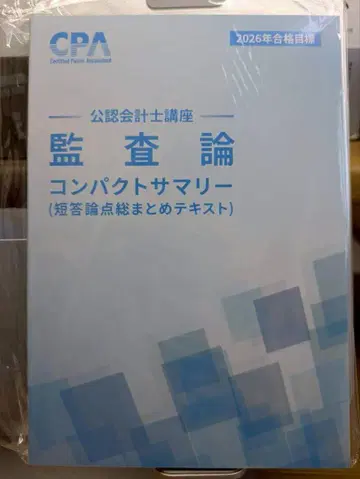 CPA
Certified Public Accountant
2026年合格目標
公認会計士講座
監査論
コンパクトサマリー
(短答論点総まとめテキスト)